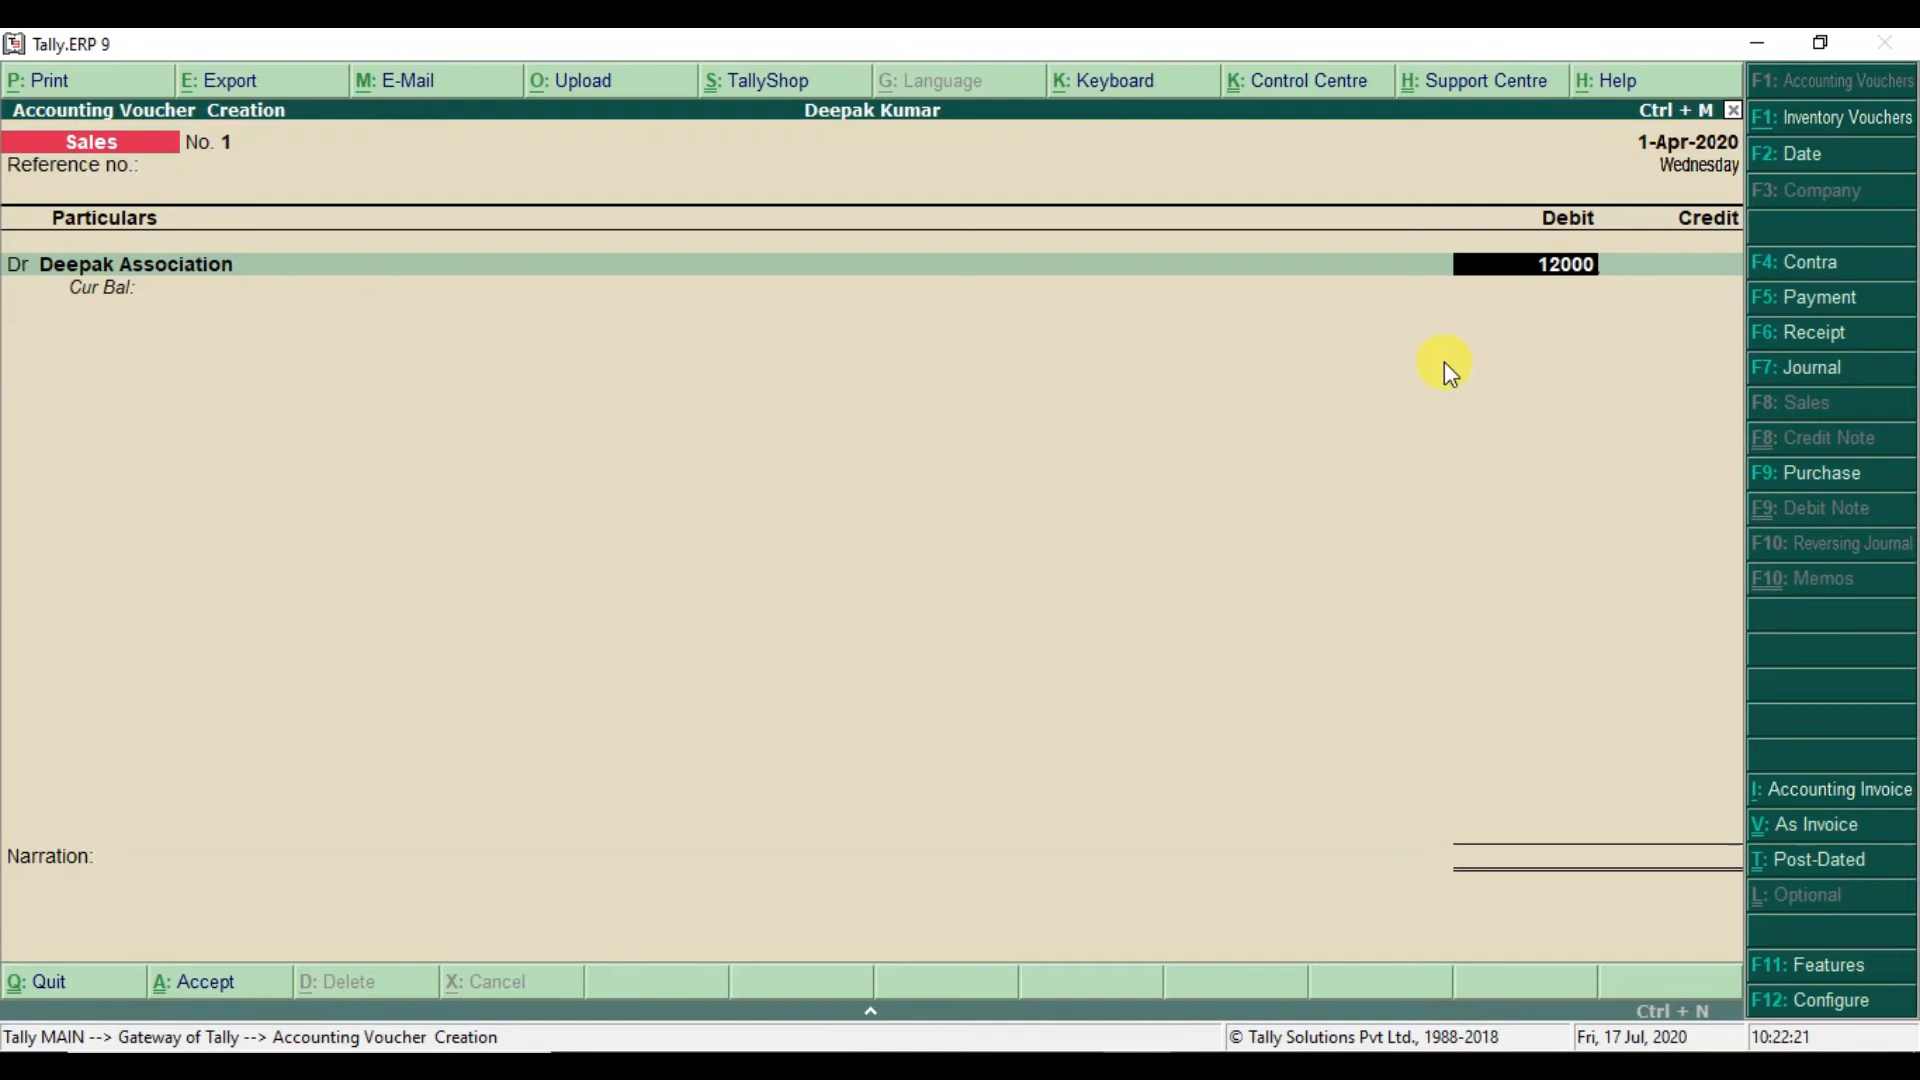 Tally.ERP 9
P: Print E: Export M: E-Mail O: Upload S: TallyShop G: Language K: Keyboard K: Control Centre H: Support Centre H: Help
Accounting Voucher Creation Deepak Kumar Ctrl + M
Sales No. 1 1-Apr-2020
Reference no.: Wednesday
Particulars Debit Credit
Dr Deepak Association 12000
Cur Bal:
Narration:
Q: Quit A: Accept D: Delete X: Cancel
Ctrl + N
Tally MAIN --> Gateway of Tally --> Accounting Voucher Creation © Tally Solutions Pvt Ltd., 1988-2018 Fri, 17 Jul, 2020 10:22:21
F1: Accounting Vouchers
F1: Inventory Vouchers
F2: Date
F3: Company
F4: Contra
F5: Payment
F6: Receipt
F7: Journal
F8: Sales
F8: Credit Note
F9: Purchase
F9: Debit Note
F10: Reversing Journal
F10: Memos
I: Accounting Invoice
V: As Invoice
T: Post-Dated
L: Optional
F11: Features
F12: Configure